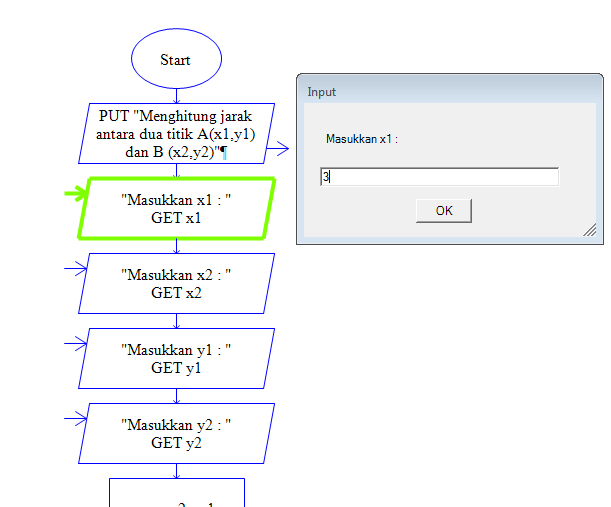 Start
PUT "Menghitung jarak
antara dua titik A(x1,y1)
dan B (x2,y2)"¶
"Masukkan x1 : "
GET x1
"Masukkan x2 : "
GET x2
"Masukkan y1 : "
GET y1
"Masukkan y2 : "
GET y2
Input
Masukkan x1 :
3
OK